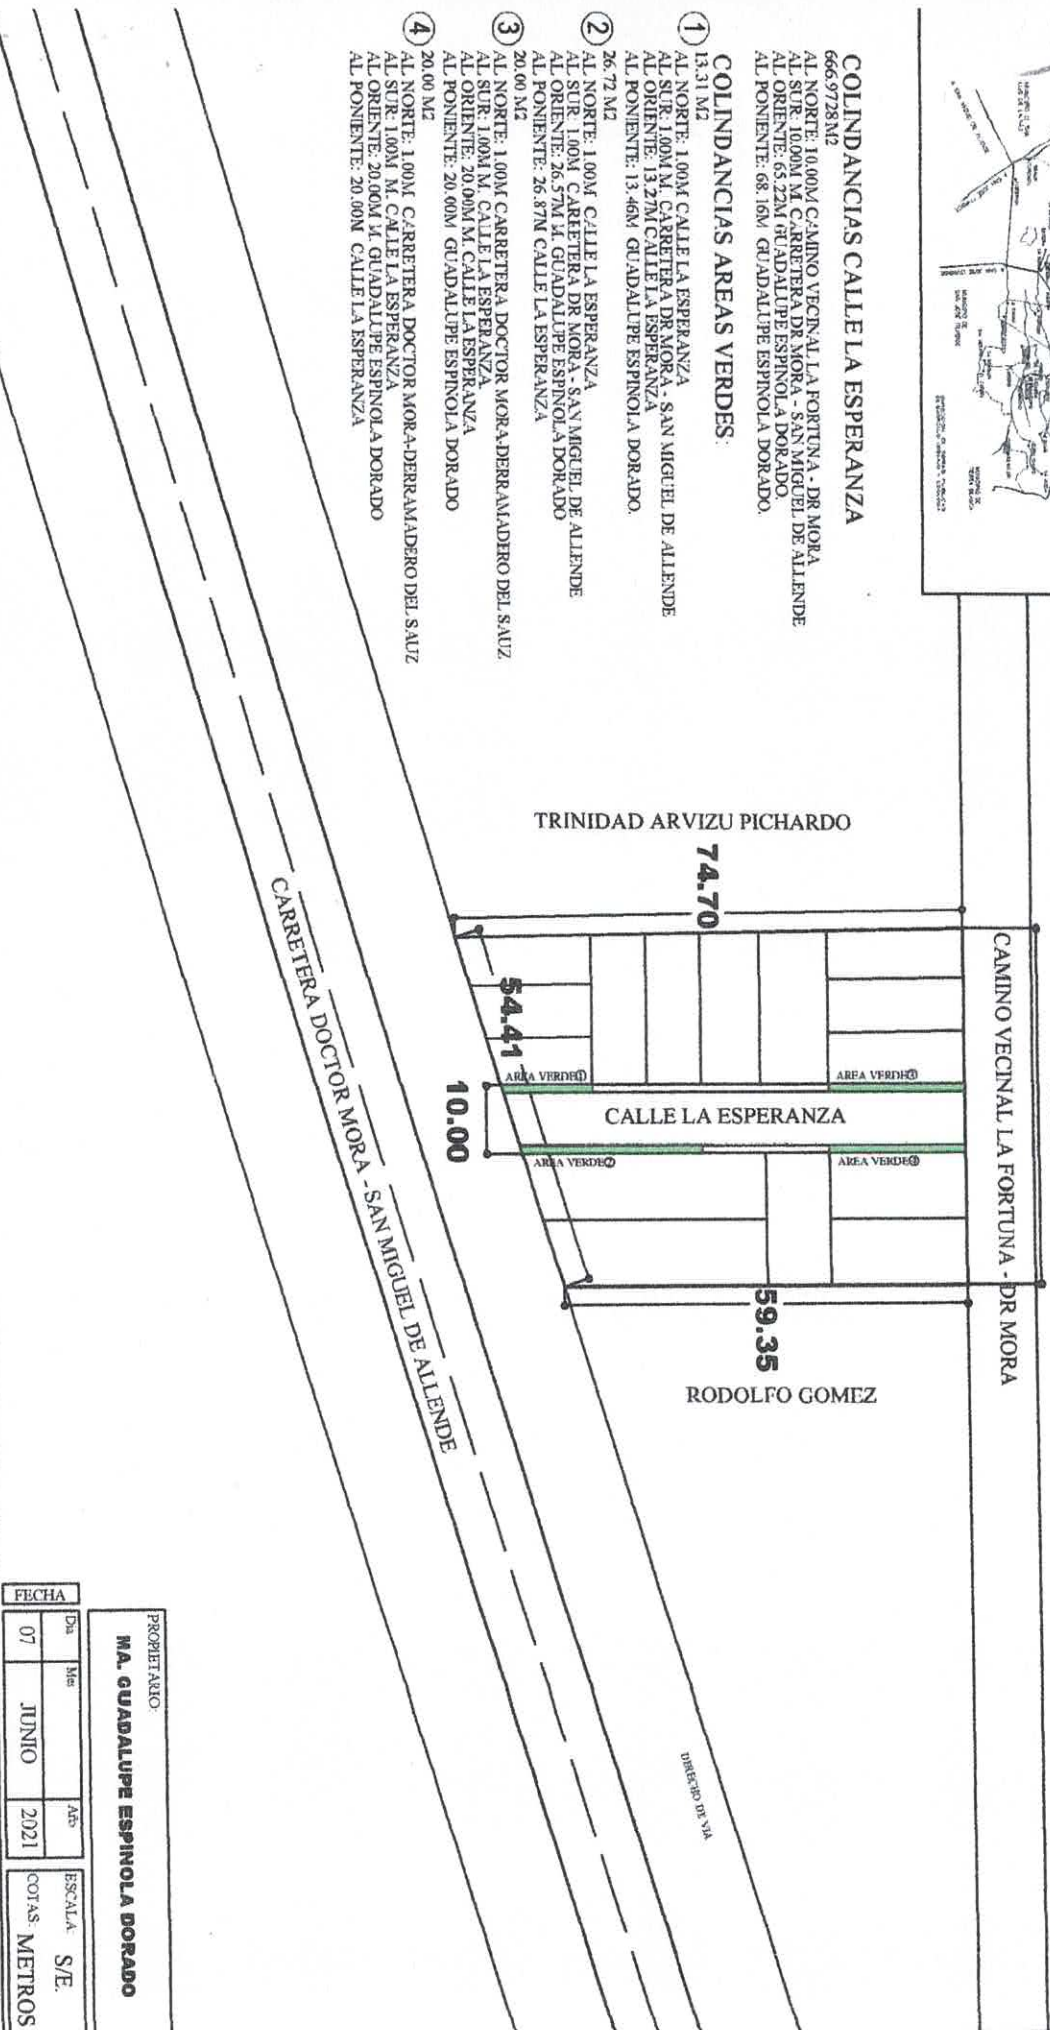 COLINDANCIAS CALLE LA ESPERANZA
666.9728 M2
AL NORTE: 10.00M CAMINO VECINAL LA FORTUNA - DR MORA
AL SUR: 10.00M M. CARRETERA DR MORA - SAN MIGUEL DE ALLENDE
AL ORIENTE: 65.22M GUADALUPE ESPINOLA DORADO.
AL PONIENTE: 68.16M GUADALUPE ESPINOLA DORADO.
COLINDANCIAS AREAS VERDES:
1 13.31 M2
AL NORTE: 1.00M CALLE LA ESPERANZA
AL SUR: 1.00M M. CARRETERA DR MORA - SAN MIGUEL DE ALLENDE
AL ORIENTE: 13.27M CALLE LA ESPERANZA
AL PONIENTE: 13.46M GUADALUPE ESPINOLA DORADO.
2 26.72 M2
AL NORTE: 1.00M CALLE LA ESPERANZA
AL SUR: 1.00M CARRETERA DR MORA - SAN MIGUEL DE ALLENDE
AL ORIENTE: 26.57M M. GUADALUPE ESPINOLA DORADO
AL PONIENTE: 26.87M CALLE LA ESPERANZA
3 20.00 M2
AL NORTE: 1.00M CARRETERA DOCTOR MORA-DERRAMADERO DEL SAUZ
AL SUR: 1.00M M. CALLE LA ESPERANZA
AL ORIENTE: 20.00M M. CALLE LA ESPERANZA
AL PONIENTE: 20.00M GUADALUPE ESPINOLA DORADO
4 20.00 M2
AL NORTE: 1.00M CARRETERA DOCTOR MORA-DERRAMADERO DEL SAUZ
AL SUR: 1.00M M. CALLE LA ESPERANZA
AL ORIENTE: 20.00M M. GUADALUPE ESPINOLA DORADO
AL PONIENTE: 20.00M CALLE LA ESPERANZA
TRINIDAD ARVIZU PICHARDO
74.70
54.41
10.00
59.35
AREA VERDE 1
AREA VERDE
CALLE LA ESPERANZA
AREA VERDE 2
AREA VERDE
CAMINO VECINAL LA FORTUNA - DR MORA
RODOLFO GOMEZ
CARRETERA DOCTOR MORA - SAN MIGUEL DE ALLENDE
DERECHO DE VIA
PROPIETARIO:
MA. GUADALUPE ESPINOLA DORADO
FECHA
Dia Mes Año
07 JUNIO 2021
ESCALA: S/E.
COTAS: METROS